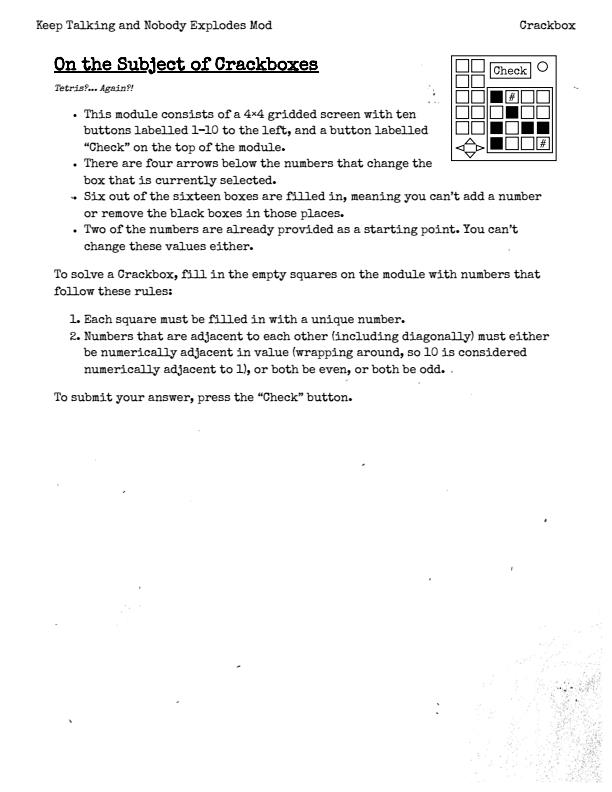 Keep Talking and Nobody Explodes Mod Crackbox
On the Subject of Crackboxes
Tetris?... Again?!
Check
#
#
• This module consists of a 4×4 gridded screen with ten
buttons labelled 1-10 to the left, and a button labelled
“Check” on the top of the module.
• There are four arrows below the numbers that change the
box that is currently selected.
• Six out of the sixteen boxes are filled in, meaning you can’t add a number
or remove the black boxes in those places.
• Two of the numbers are already provided as a starting point. You can’t
change these values either.
To solve a Crackbox, fill in the empty squares on the module with numbers that
follow these rules:
1. Each square must be filled in with a unique number.
2. Numbers that are adjacent to each other (including diagonally) must either
be numerically adjacent in value (wrapping around, so 10 is considered
numerically adjacent to 1), or both be even, or both be odd.
To submit your answer, press the “Check” button.